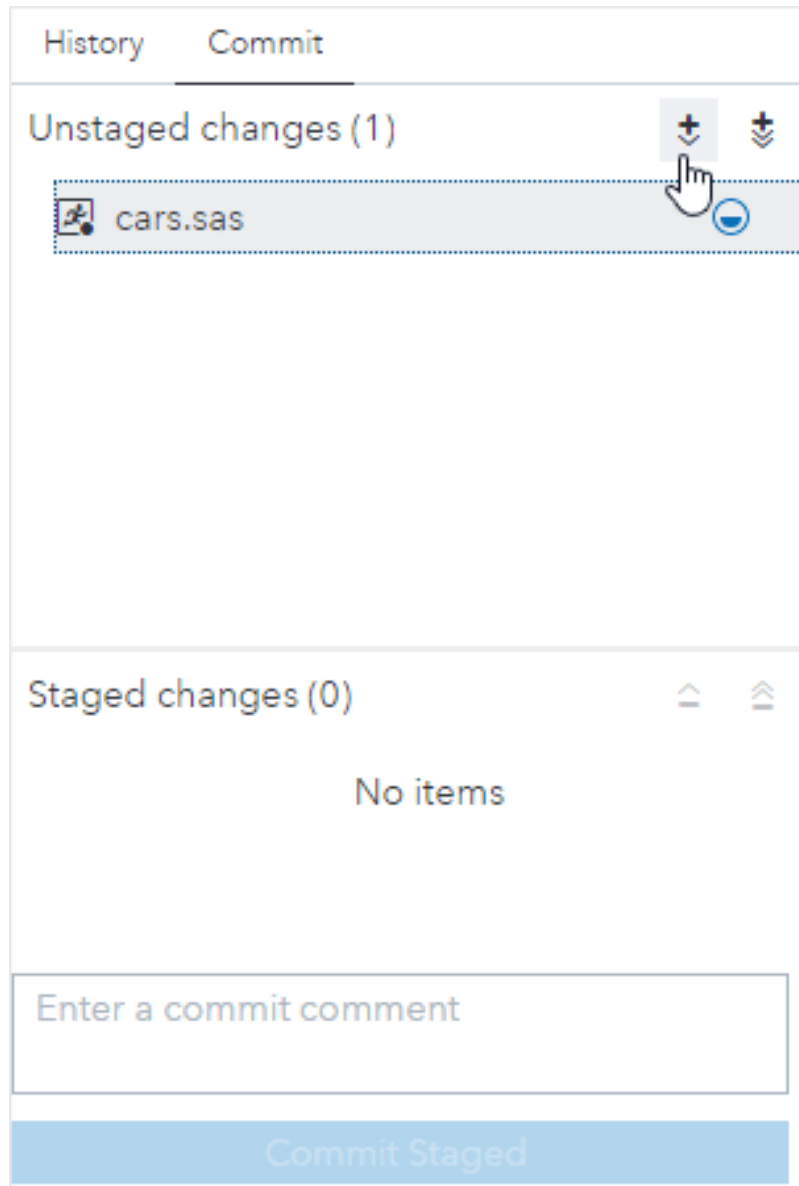 History Commit
Unstaged changes (1)
cars.sas
Staged changes (0)
No items
Enter a commit comment
Commit Staged